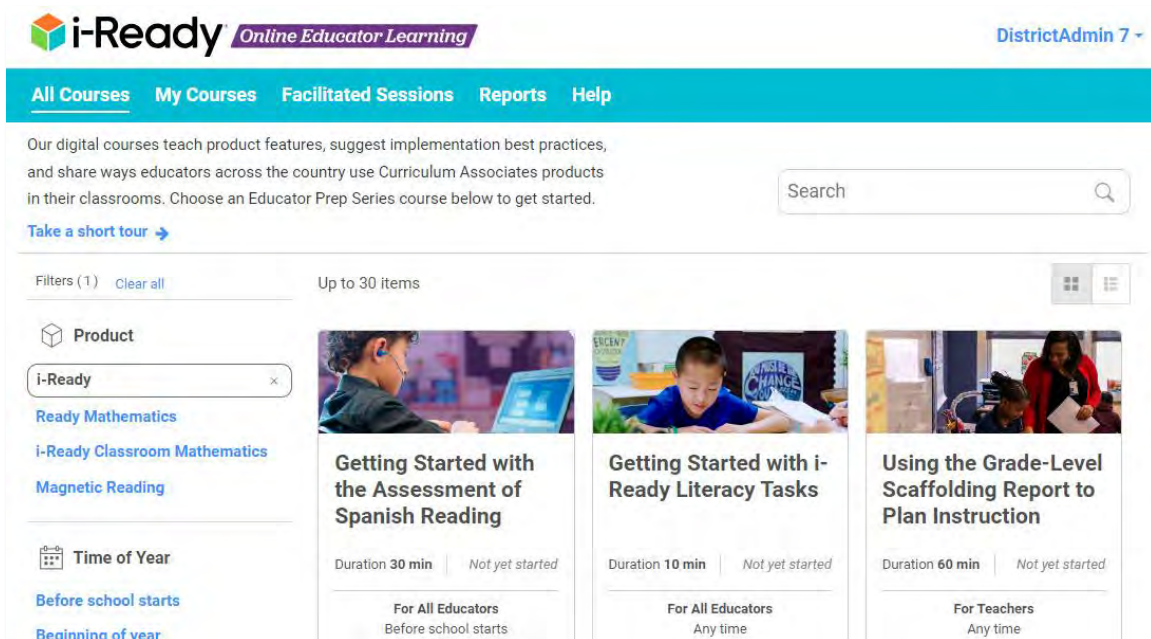 i-Ready Online Educator Learning
DistrictAdmin 7
All Courses My Courses Facilitated Sessions Reports Help
Our digital courses teach product features, suggest implementation best practices,
and share ways educators across the country use Curriculum Associates products
in their classrooms. Choose an Educator Prep Series course below to get started.
Search
Take a short tour
Filters (1) Clear all
Up to 30 items
Product
i-Ready ×
Ready Mathematics
i-Ready Classroom Mathematics
Magnetic Reading
Time of Year
Before school starts
Beginning of year
Getting Started with
the Assessment of
Spanish Reading
Duration 30 min Not yet started
For All Educators
Before school starts
CHANGE
Getting Started with i-
Ready Literacy Tasks
Duration 10 min Not yet started
For All Educators
Any time
Using the Grade-Level
Scaffolding Report to
Plan Instruction
Duration 60 min Not yet started
For Teachers
Any time